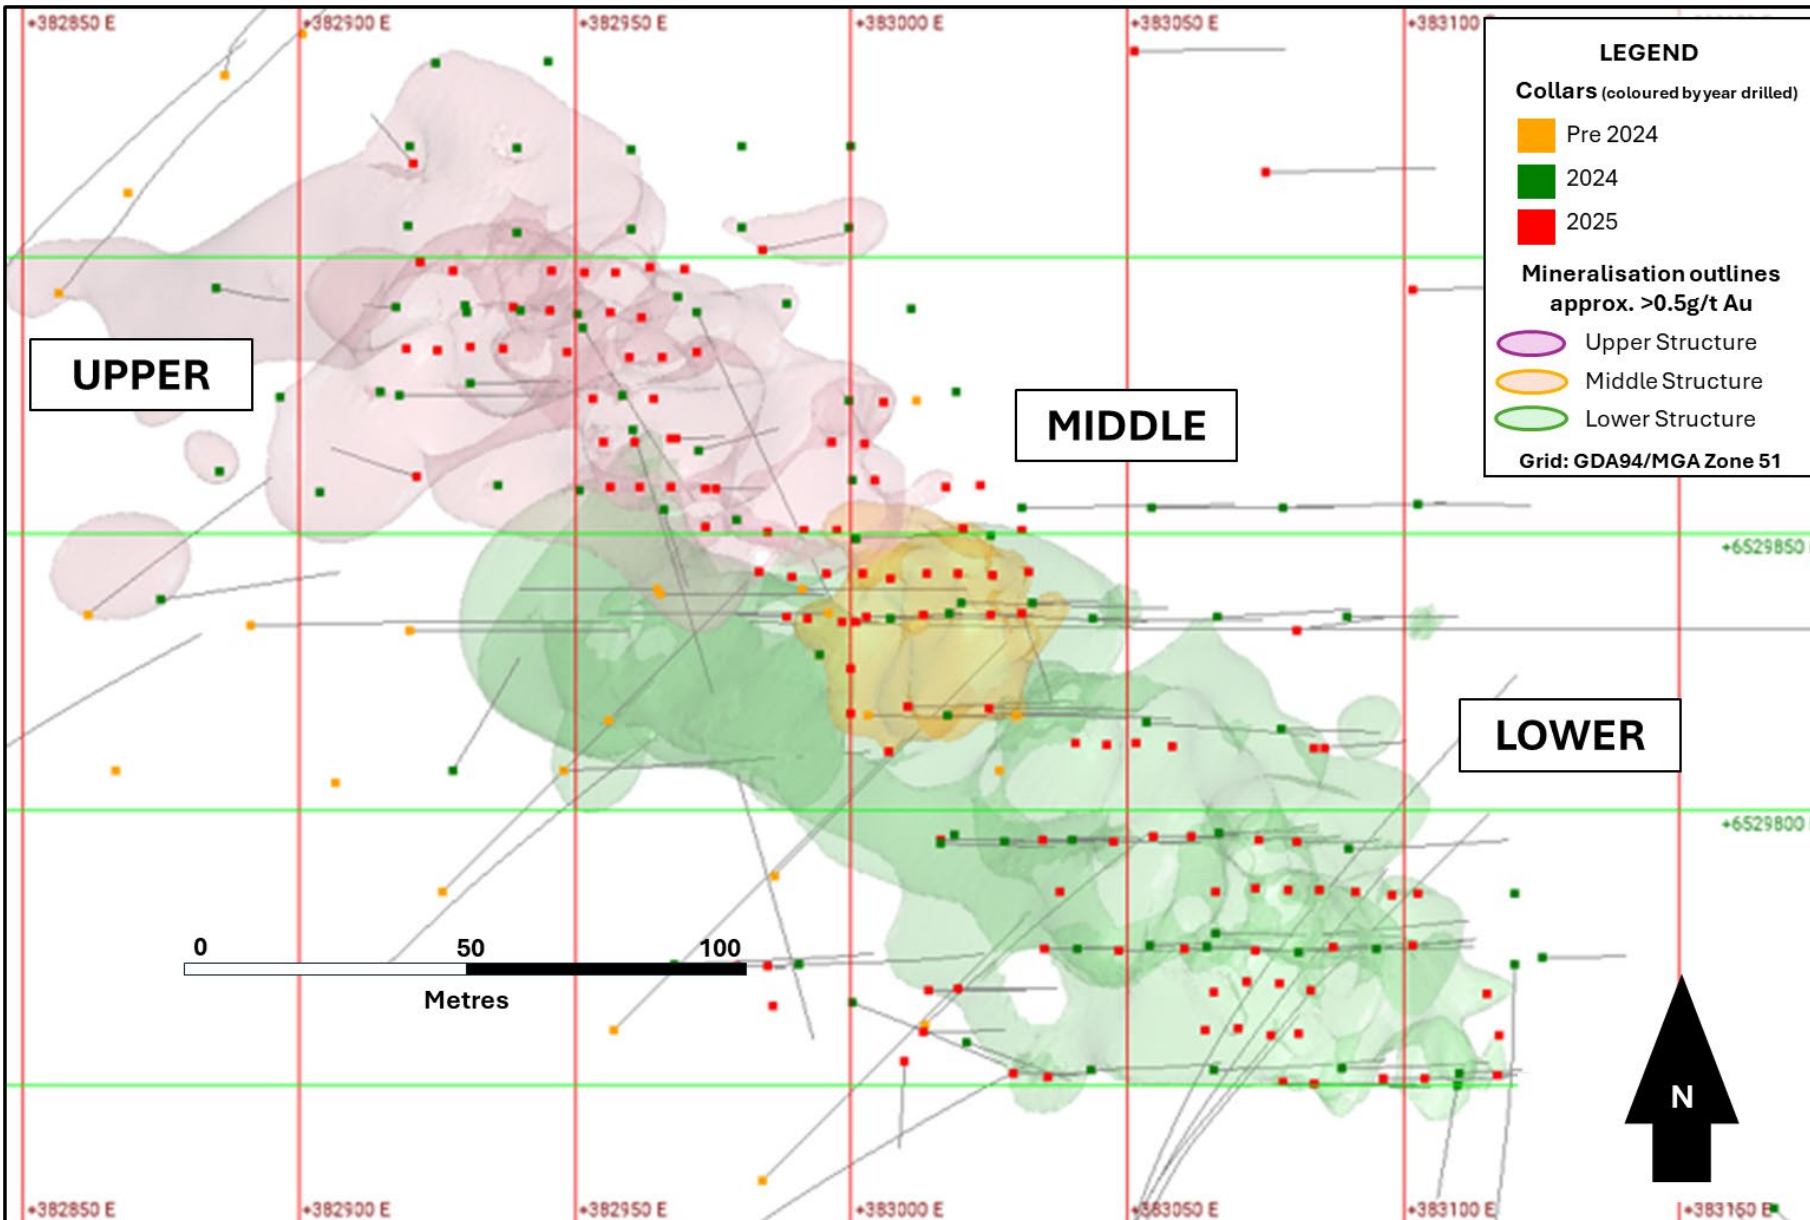 +382850 E
+382900 E
+382950 E
+383000 E
+383050 E
+383100
LEGEND
Collars (coloured by year drilled)
Pre 2024
2024
2025
Mineralisation outlines
approx. >0.5g/t Au
Upper Structure
Middle Structure
Lower Structure
Grid: GDA94/MGA Zone 51
UPPER
MIDDLE
+6529850
LOWER
+6529800
0 50 100
Metres
N
+382850 E
+382900 E
+382950 E
+383000 E
+383050 E
+383100 E
+383150 E